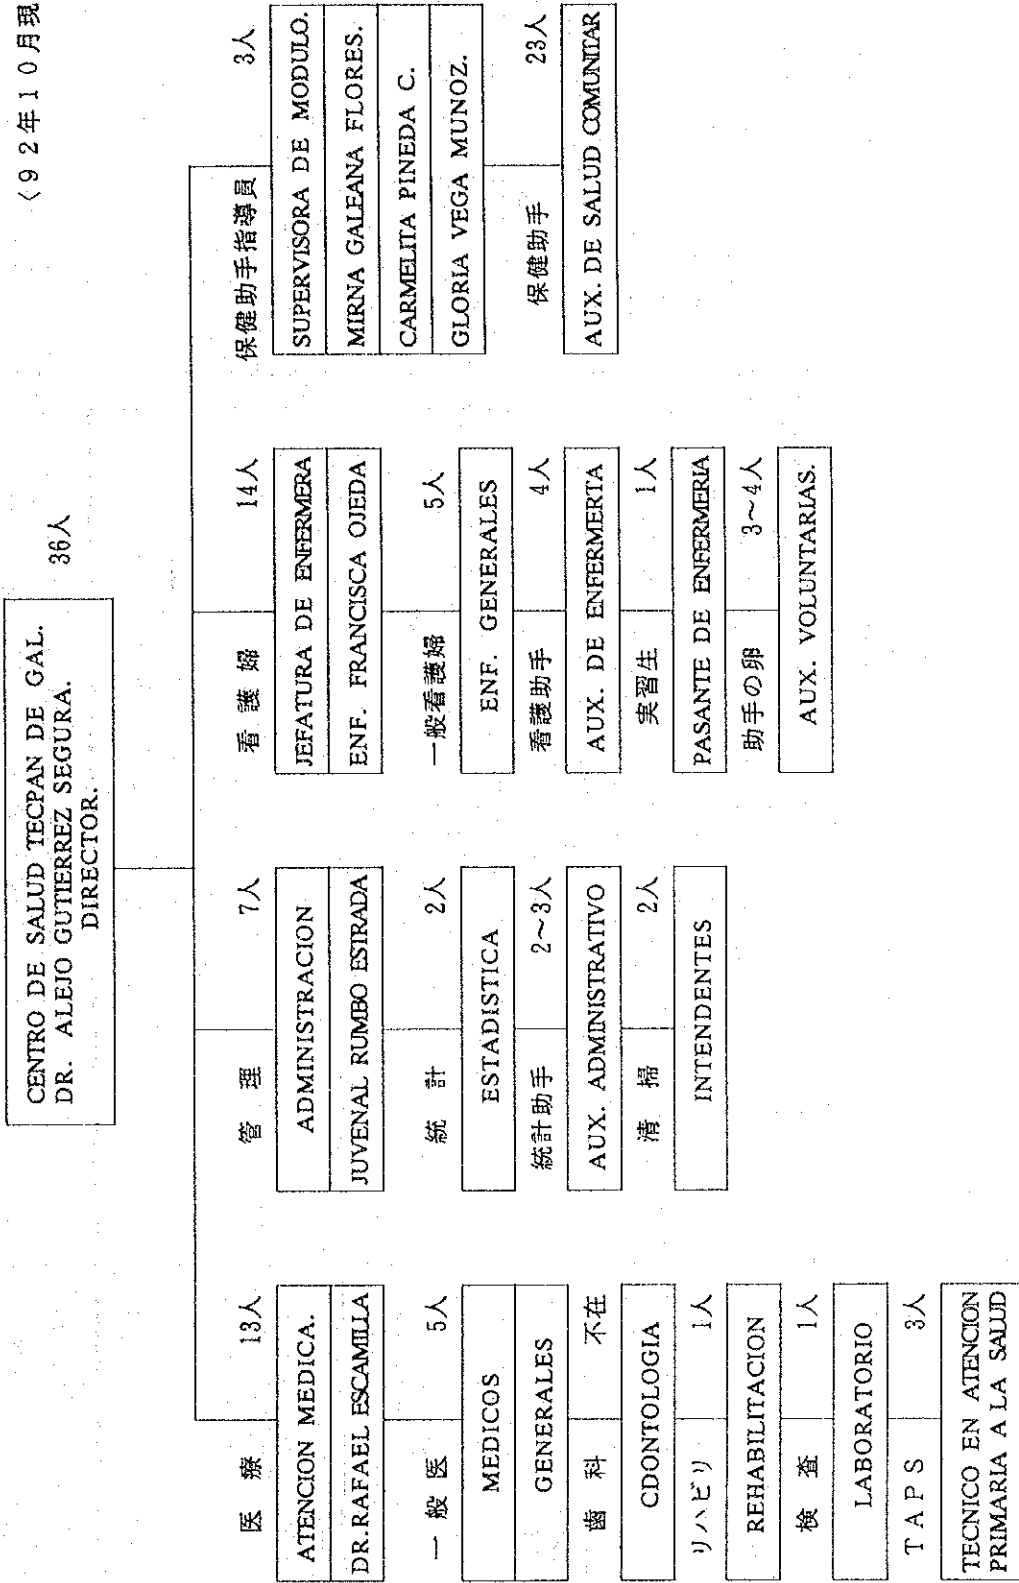 〈92年10月現
CENTRO DE SALUD TECPAN DE GAL.
DR. ALEJO GUTIERREZ SEGURA.
DIRECTOR.
36人
医療 13人
ATENCION MEDICA.
DR. RAFAEL ESCAMILLA
一般医 5人
MEDICOS
GENERALES
歯科 不在
CDONTOLOGIA
リハビリ 1人
REHABILITACION
検査 1人
LABORATORIO
TAPS 3人
TECNICO EN ATENCION
PRIMARIA A LA SALUD
管理 7人
ADMINISTRACION
JUVENAL RUMBO ESTRADA
統計 2人
ESTADISTICA
統計助手 2～3人
AUX. ADMINISTRATIVO
清掃 2人
INTENDENTES
看護婦 14人
JEFATURA DE ENFERMERA
ENF. FRANCISCA OJEDA
一般看護婦 5人
ENF. GENERALES
看護助手 4人
AUX. DE ENFERMERTA
実習生 1人
PASANTE DE ENFERMERIA
助手の卵 3～4人
AUX. VOLUNTARIAS.
保健助手指導員 3人
SUPERVISORA DE MODULO.
MIRNA GALEANA FLORES.
CARMELITA PINEDA C.
GLORIA VEGA MUNOZ.
保健助手 23人
AUX. DE SALUD COMUNITAR